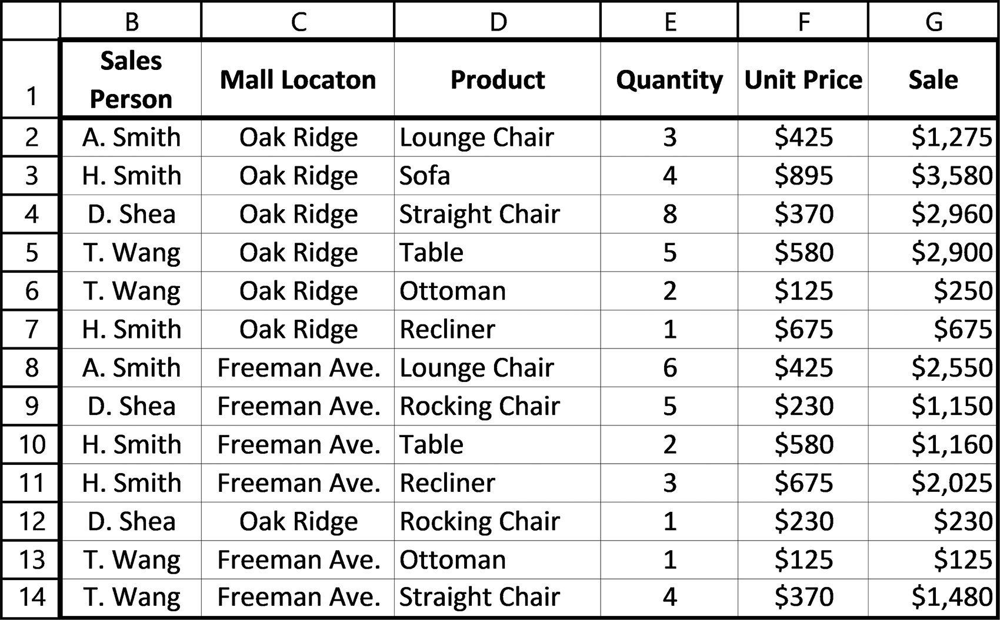 B C D E F G
1 Sales Person Mall Locaton Product Quantity Unit Price Sale
2 A. Smith Oak Ridge Lounge Chair 3 $425 $1,275
3 H. Smith Oak Ridge Sofa 4 $895 $3,580
4 D. Shea Oak Ridge Straight Chair 8 $370 $2,960
5 T. Wang Oak Ridge Table 5 $580 $2,900
6 T. Wang Oak Ridge Ottoman 2 $125 $250
7 H. Smith Oak Ridge Recliner 1 $675 $675
8 A. Smith Freeman Ave. Lounge Chair 6 $425 $2,550
9 D. Shea Freeman Ave. Rocking Chair 5 $230 $1,150
10 H. Smith Freeman Ave. Table 2 $580 $1,160
11 H. Smith Freeman Ave. Recliner 3 $675 $2,025
12 D. Shea Oak Ridge Rocking Chair 1 $230 $230
13 T. Wang Freeman Ave. Ottoman 1 $125 $125
14 T. Wang Freeman Ave. Straight Chair 4 $370 $1,480